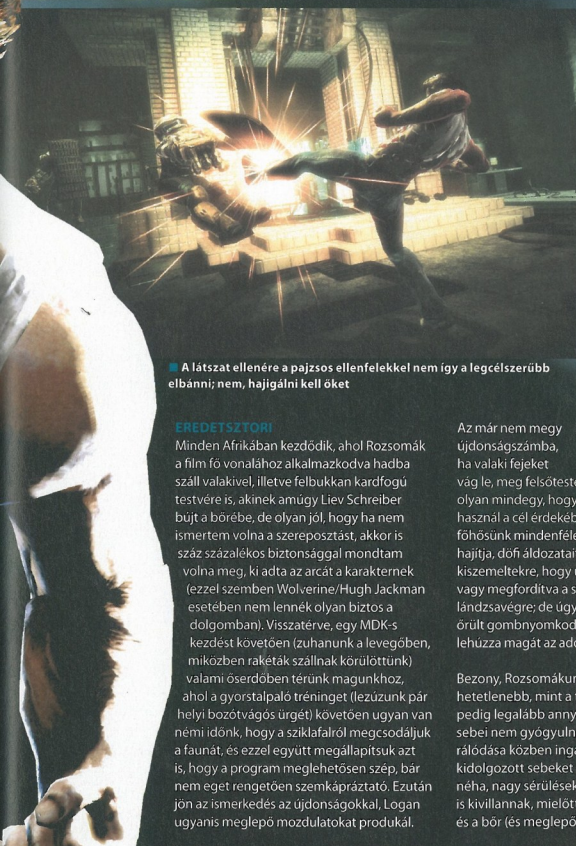 A látszat ellenére a pajzsos ellenfelekkel nem így a legcélszerűbb
elbánni; nem, hajigálni kell őket
EREDETSZTORI
Minden Afrikában kezdődik, ahol Rozsomák
a film fő vonalához alkalmazkodva hadba
száll valakivel, illetve felbukkan kardfogú
testvére is, akinek amúgy Liev Schreiber
bújt a bőrébe, de olyan jól, hogy ha nem
ismertem volna a szereposztást, akkor is
száz százalékos biztonsággal mondtam
volna meg, ki adta az arcát a karakternek
(ezzel szemben Wolverine/Hugh Jackman
esetében nem lennék olyan biztos a
dolgomban). Visszatérve, egy MDK-s
kezdést követően (zuhanunk a levegőben,
miközben rakéták szállnak körülöttünk)
valami őserdőben térünk magunkhoz,
ahol a gyorstalpaló tréninget (lezúzunk pár
helyi bozótvágós ürgét) követően ugyan van
némi időnk, hogy a sziklafalról megcsodáljuk
a faunát, és ezzel együtt megállapítsuk azt
is, hogy a program meglehetősen szép, bár
nem eget rengetően szemkápráztató. Ezután
jön az ismerkedés az újdonságokkal, Logan
ugyanis meglepő mozdulatokat produkál.
Az már nem megy
újdonságszámba,
ha valaki fejeket
vág le, meg felsőteste
olyan mindegy, hogy
használ a cél érdekéb
főhősünk mindenféle
hajítja, döfi áldozatai
kiszemeltekre, hogy
vagy megfordítva a s
lándzsavégre; de úgy
őrült gombnyomkod
lehúzza magát az ado
Bezony, Rozsomákun
hetetlenebb, mint a
pedig legalább anny
sebei nem gyógyuln
rálódása közben inga
kidolgozott sebeket
néha, nagy sérülések
is kivillannak, mielőtt
és a bőr (és meglepő